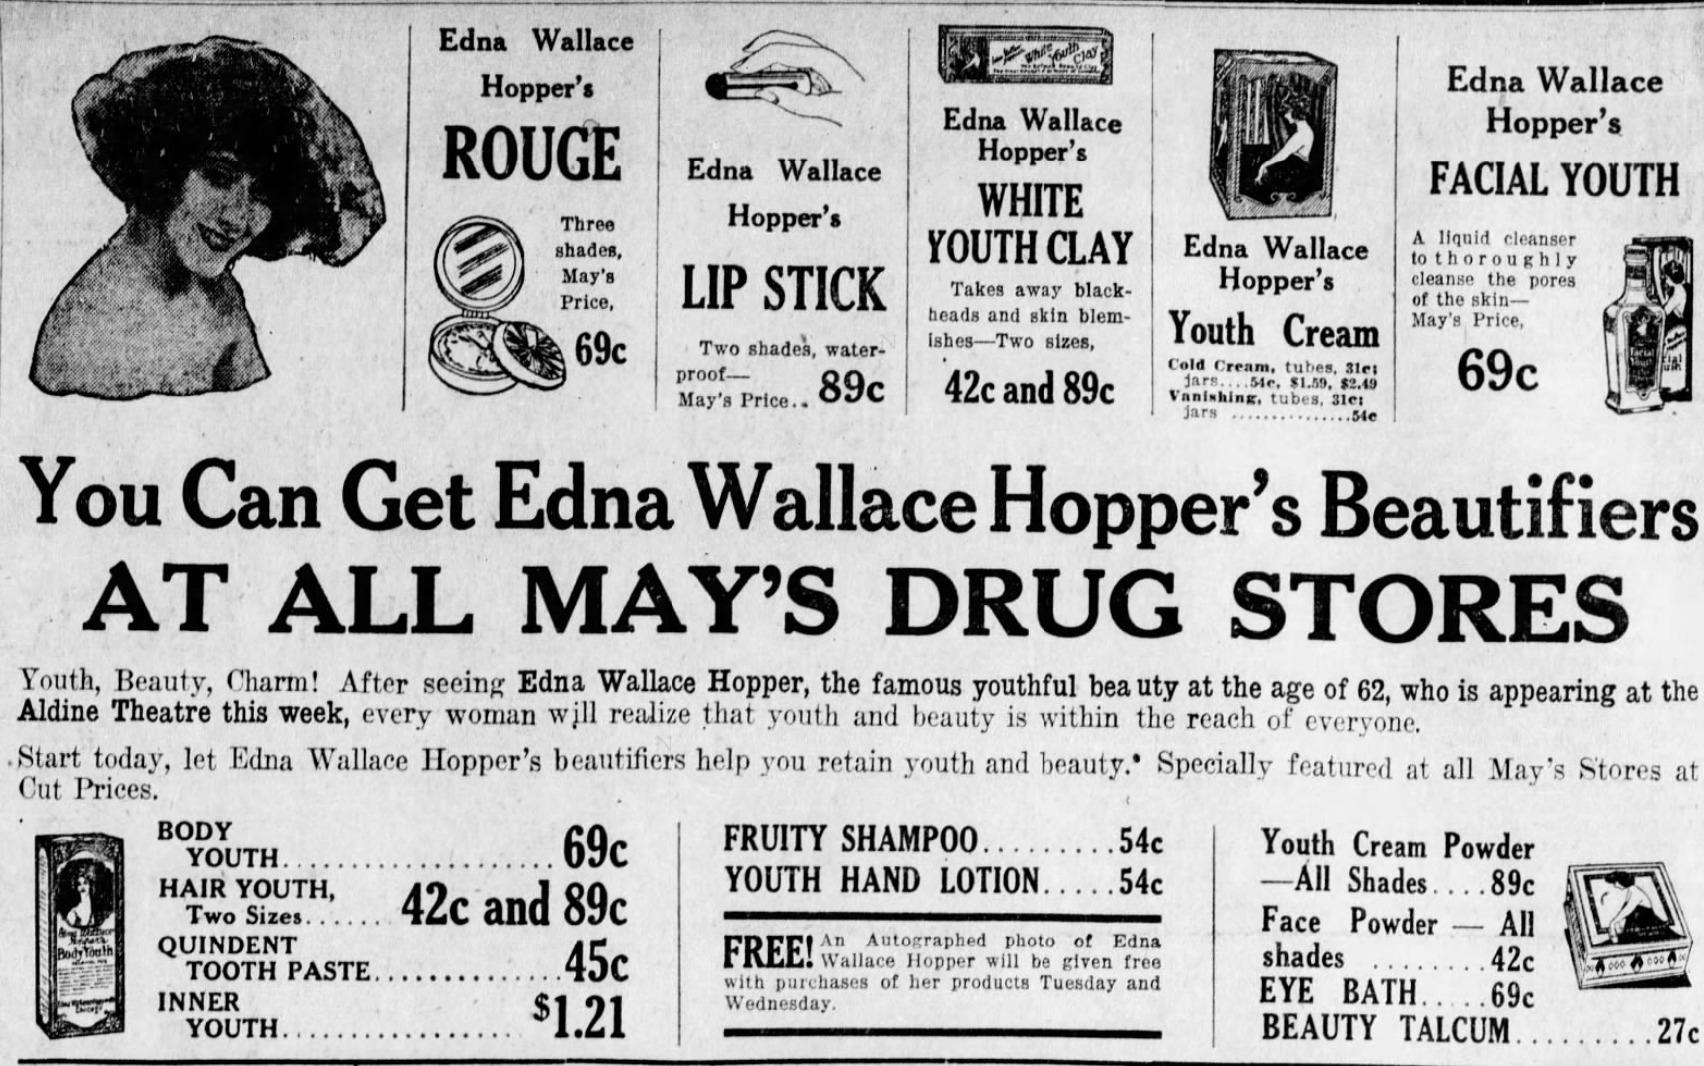 Edna Wallace
Hopper's
ROUGE
Three
shades,
May's
Price,
69c
Edna Wallace
Hopper's
LIP STICK
Two shades, water-
proof—
May's Price.. 89c
White Youth Clay
Edna Wallace
Hopper's
WHITE
YOUTH CLAY
Takes away black-
heads and skin blem-
ishes—Two sizes,
42c and 89c
Edna Wallace
Hopper's
Youth Cream
Cold Cream, tubes, 31c;
jars....54c, $1.59, $2.49
Vanishing, tubes, 31c;
jars ...............54c
Edna Wallace
Hopper's
FACIAL YOUTH
A liquid cleanser
to thoroughly
cleanse the pores
of the skin—
May's Price,
69c
Facial
Youth
You Can Get Edna Wallace Hopper's Beautifiers
AT ALL MAY'S DRUG STORES
Youth, Beauty, Charm! After seeing Edna Wallace Hopper, the famous youthful beauty at the age of 62, who is appearing at the
Aldine Theatre this week, every woman will realize that youth and beauty is within the reach of everyone.
Start today, let Edna Wallace Hopper's beautifiers help you retain youth and beauty. Specially featured at all May's Stores at
Cut Prices.
Edna Wallace
Hopper's
Body Youth
BODY
YOUTH.................... 69c
HAIR YOUTH,
Two Sizes....... 42c and 89c
QUINDENT
TOOTH PASTE.............. 45c
INNER
YOUTH.................. $1.21
FRUITY SHAMPOO.........54c
YOUTH HAND LOTION.....54c
FREE! An Autographed photo of Edna
Wallace Hopper will be given free
with purchases of her products Tuesday and
Wednesday.
Youth Cream Powder
—All Shades....89c
Face Powder — All
shades ........42c
EYE BATH.....69c
BEAUTY TALCUM.........27c